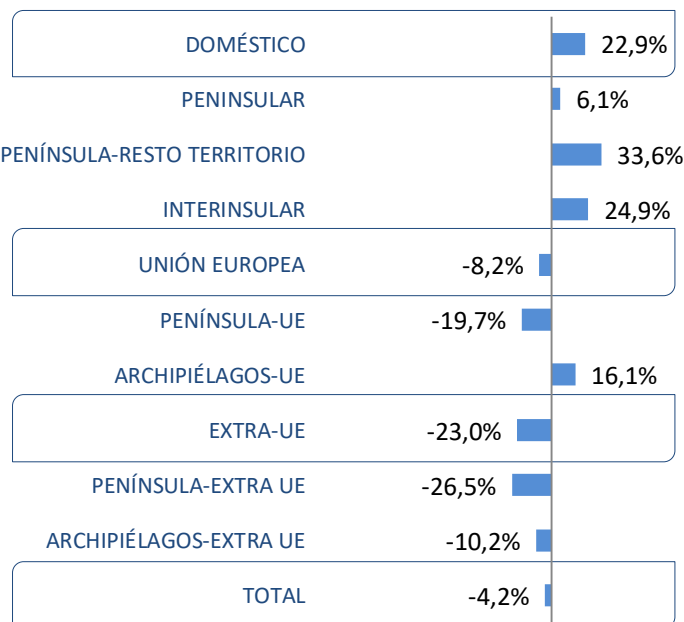 DOMÉSTICO 22,9%
PENINSULAR 6,1%
PENÍNSULA-RESTO TERRITORIO 33,6%
INTERINSULAR 24,9%
UNIÓN EUROPEA -8,2%
PENÍNSULA-UE -19,7%
ARCHIPIÉLAGOS-UE 16,1%
EXTRA-UE -23,0%
PENÍNSULA-EXTRA UE -26,5%
ARCHIPIÉLAGOS-EXTRA UE -10,2%
TOTAL -4,2%